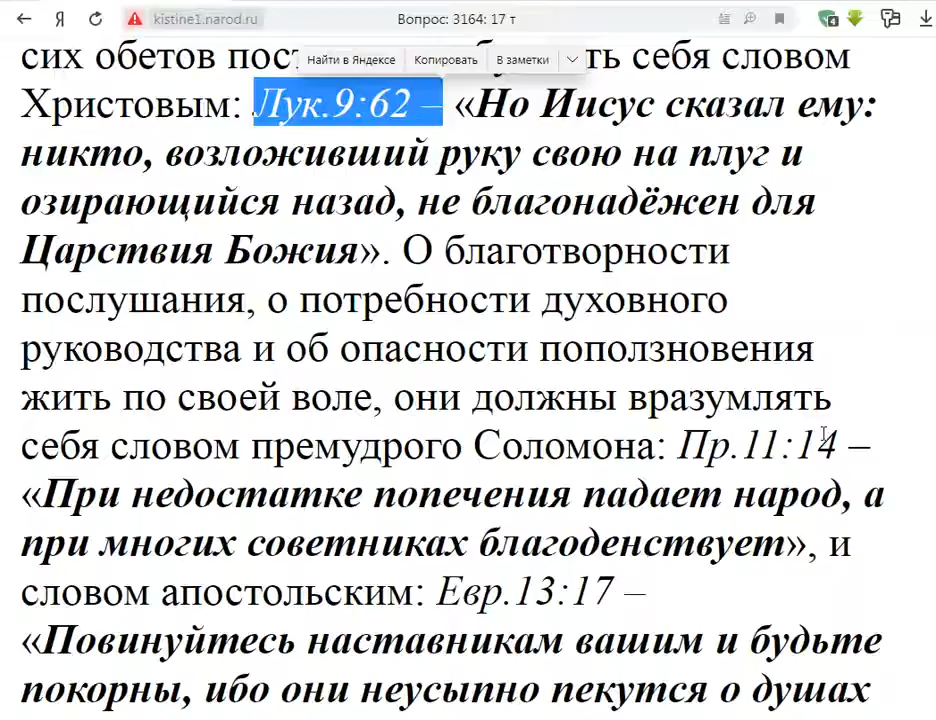 Я kistine1.narod.ru Вопрос: 3164: 17 т 4
сих обетов ть себя словом
Найти в Яндексе Копировать В заметки
Христовым: Лук.9:62 – «Но Иисус сказал ему:
никто, возложивший руку свою на плуг и
озирающийся назад, не благонадёжен для
Царствия Божия». О благотворности
послушания, о потребности духовного
руководства и об опасности поползновения
жить по своей воле, они должны вразумлять
себя словом премудрого Соломона: Пр.11:14 –
«При недостатке попечения падает народ, а
при многих советниках благоденствует», и
словом апостольским: Евр.13:17 –
«Повинуйтесь наставникам вашим и будьте
покорны, ибо они неусыпно пекутся о душах